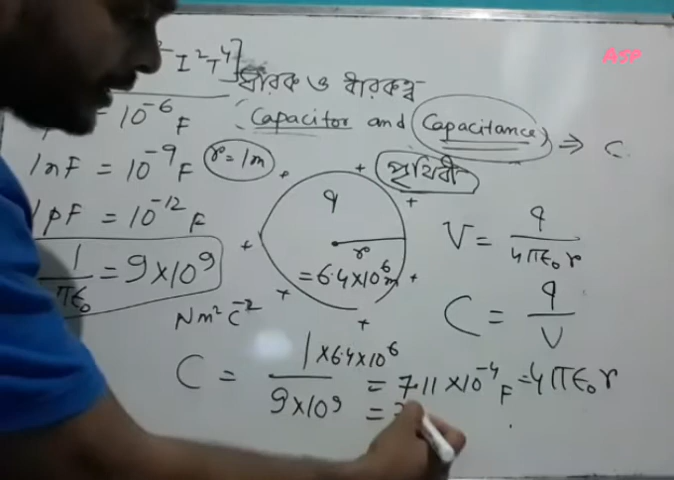 I²T⁴]
ASP
ধারক ও ধারকত্ব
10⁻⁶ F
(Capacitor and Capacitance) ⇒ C
1nF = 10⁻⁹ F
r = 1m
পৃথিবী
1pF = 10⁻¹² F
q
V = q / 4πε₀r
1 / πε₀ = 9×10⁹
r
= 6.4×10⁶ m
Nm²C⁻²
C = q / V
C = 1×6.4×10⁶ / 9×10⁹ = 7.11×10⁻⁴ F = 4πε₀r
=